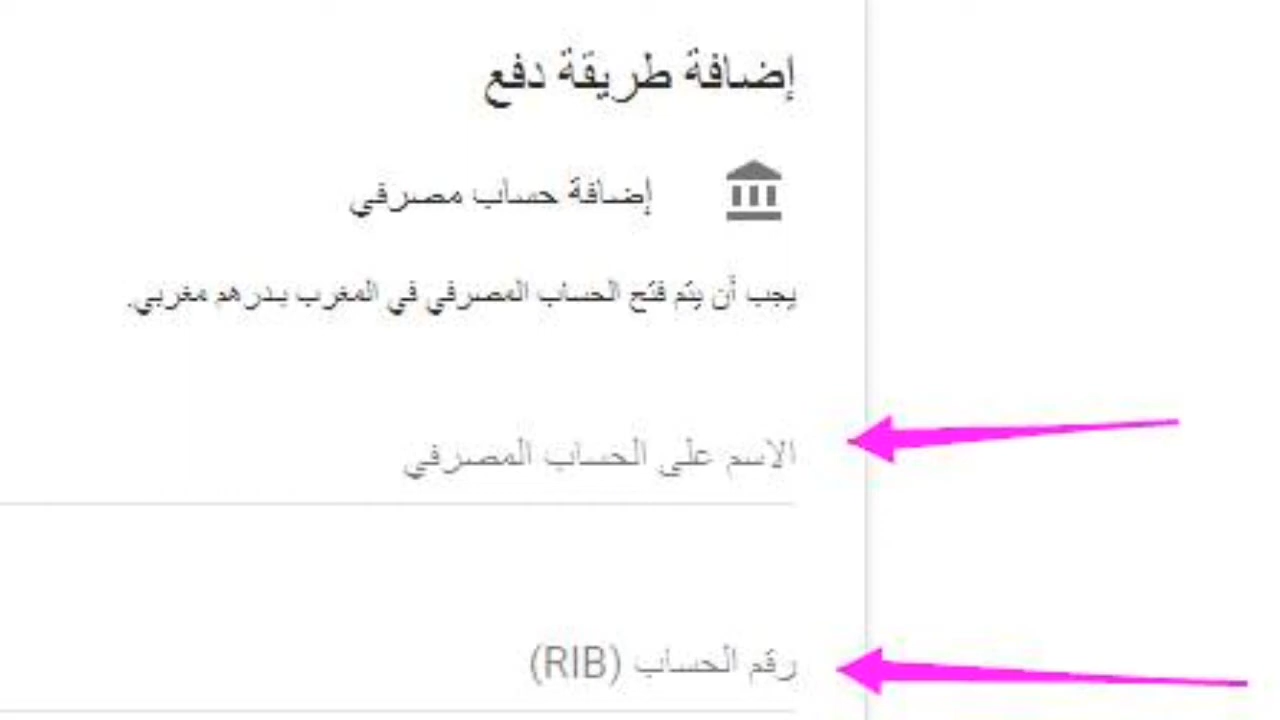 إضافة طريقة دفع
إضافة حساب مصرفي
يجب أن يتم فتح الحساب المصرفي في المغرب بدرهم مغربي.
الاسم على الحساب المصرفي
رقم الحساب (RIB)